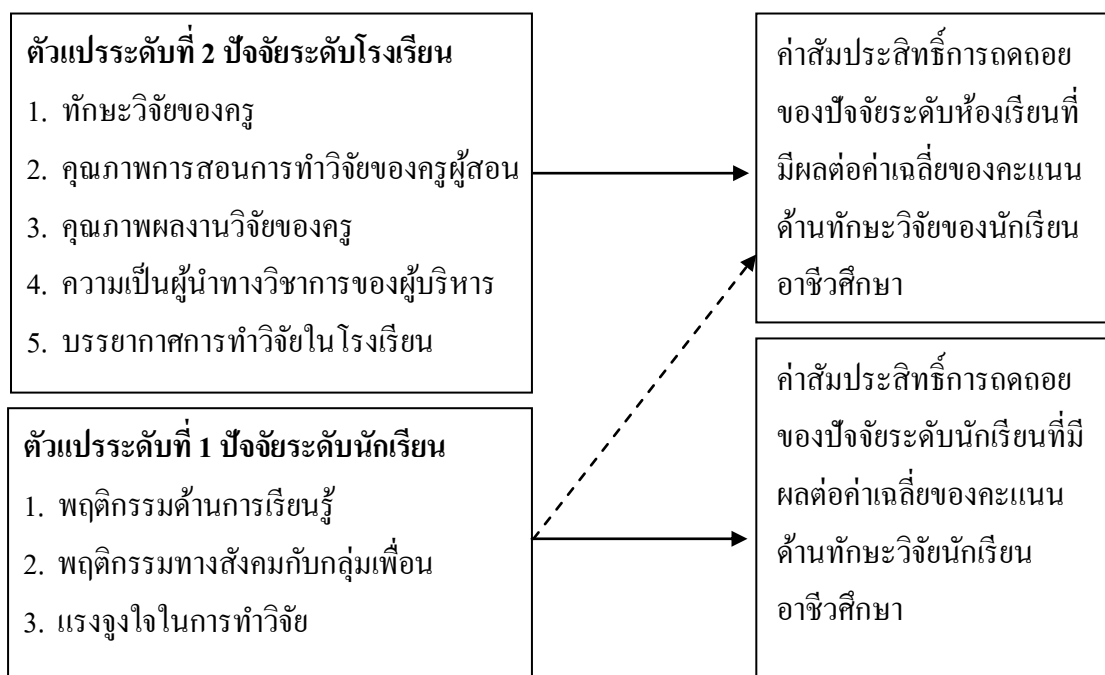 ตัวแปรระดับที่ 2 ปัจจัยระดับโรงเรียน
1. ทักษะวิจัยของครู
2. คุณภาพการสอนการทำวิจัยของครูผู้สอน
3. คุณภาพผลงานวิจัยของครู
4. ความเป็นผู้นำทางวิชาการของผู้บริหาร
5. บรรยากาศการทำวิจัยในโรงเรียน
ค่าสัมประสิทธิ์การถดถอย
ของปัจจัยระดับห้องเรียนที่
มีผลต่อค่าเฉลี่ยของคะแนน
ด้านทักษะวิจัยของนักเรียน
อาชีวศึกษา
ตัวแปรระดับที่ 1 ปัจจัยระดับนักเรียน
1. พฤติกรรมด้านการเรียนรู้
2. พฤติกรรมทางสังคมกับกลุ่มเพื่อน
3. แรงจูงใจในการทำวิจัย
ค่าสัมประสิทธิ์การถดถอย
ของปัจจัยระดับนักเรียนที่มี
ผลต่อค่าเฉลี่ยของคะแนน
ด้านทักษะวิจัยนักเรียน
อาชีวศึกษา